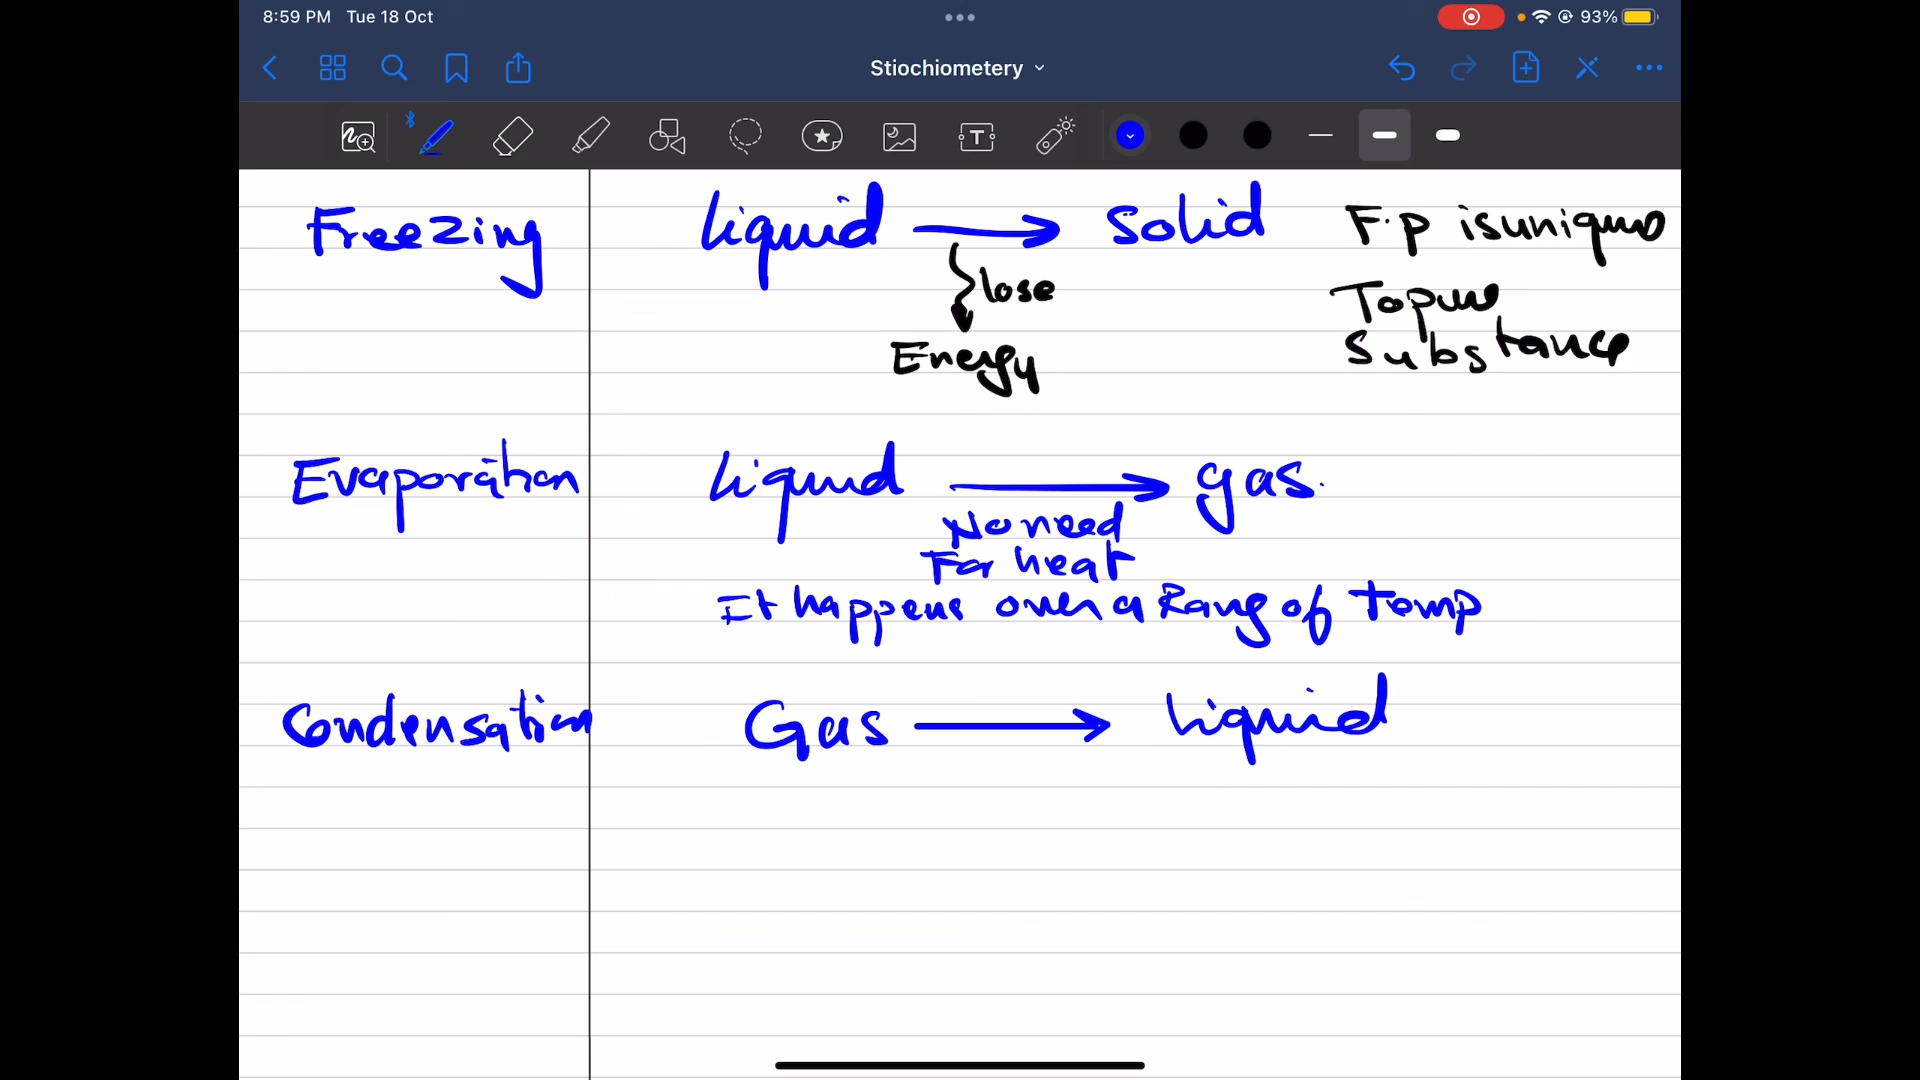 8:59 PM Tue 18 Oct
93%
Stiochiometery
T
Freezing liquid → Solid F.p is unique
lose
To pure
Energy
Substance
Evaporation liquid → gas.
No need
For heat
It happens over a Rang of temp
Condensation Gas → liquid